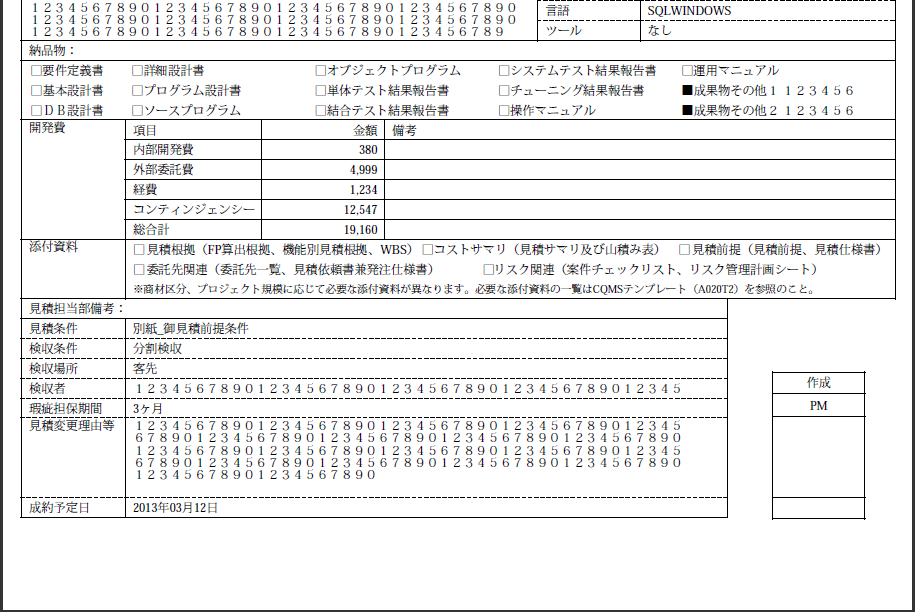 １２３４５６７８９０１２３４５６７８９０１２３４５６７８９０１２３４５６７８９０
１２３４５６７８９０１２３４５６７８９０１２３４５６７８９０１２３４５６７８９０
１２３４５６７８９０１２３４５６７８９０１２３４５６７８９０１２３４５６７８９
言語 SQLWINDOWS
ツール なし
納品物：
□要件定義書 □詳細設計書 □オブジェクトプログラム □システムテスト結果報告書 □運用マニュアル
□基本設計書 □プログラム設計書 □単体テスト結果報告書 □チューニング結果報告書 ■成果物その他１ １２３４５６
□ＤＢ設計書 □ソースプログラム □結合テスト結果報告書 □操作マニュアル ■成果物その他２ １２３４５６
開発費 項目 金額 備考
内部開発費 380
外部委託費 4,999
経費 1,234
コンティンジェンシー 12,547
総合計 19,160
添付資料 □見積根拠（FP算出根拠、機能別見積根拠、WBS） □コストサマリ（見積サマリ及び山積み表） □見積前提（見積前提、見積仕様書）
□委託先関連（委託先一覧、見積依頼書兼発注仕様書） □リスク関連（案件チェックリスト、リスク管理計画シート）
※商材区分、プロジェクト規模に応じて必要な添付資料が異なります。必要な添付資料の一覧はCQMSテンプレート（A020T2）を参照のこと。
見積担当部備考：
見積条件 別紙_御見積前提条件
検収条件 分割検収
検収場所 客先
検収者 １２３４５６７８９０１２３４５６７８９０１２３４５６７８９０１２３４５６７８９０１２３４５
瑕疵担保期間 3ヶ月
見積変更理由等 １２３４５６７８９０１２３４５６７８９０１２３４５６７８９０１２３４５６７８９０１２３４５
６７８９０１２３４５６７８９０１２３４５６７８９０１２３４５６７８９０１２３４５６７８９０
１２３４５６７８９０１２３４５６７８９０１２３４５６７８９０１２３４５６７８９０１２３４５
６７８９０１２３４５６７８９０１２３４５６７８９０１２３４５６７８９０１２３４５６７８９０
１２３４５６７８９０１２３４５６７８９０
成約予定日 2013年03月12日
作成
PM